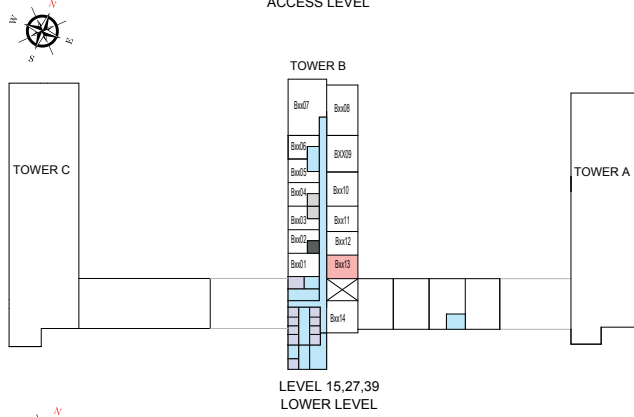 ACCESS LEVEL
N
W
E
S
TOWER B
Bxx07
Bxx08
Bxx06
BXX09
Bxx05
TOWER C
TOWER A
Bxx04
Bxx10
Bxx03
Bxx11
Bxx02
Bxx12
Bxx01
Bxx13
Bxx14
LEVEL 15,27,39
LOWER LEVEL
N